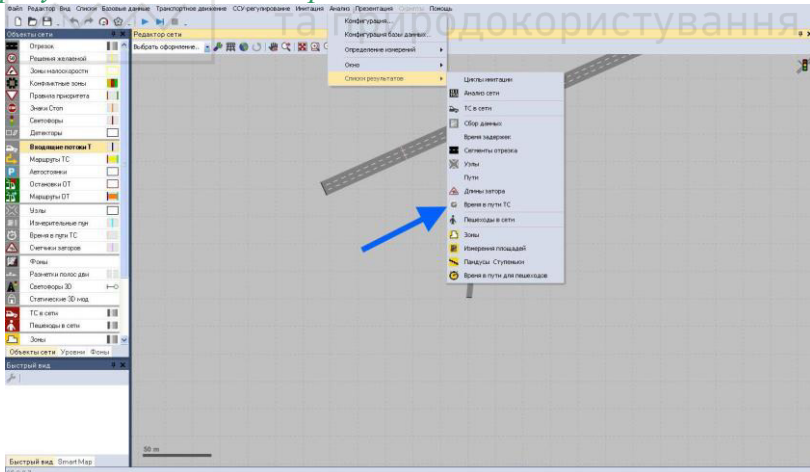 та природокористування
Файл Редактор Вид Списки Базовые данные Транспортное движение ССУ-регулирование Имитация Анализ Презентация Скрипты Помощь
Объекты сети
Отрезок
Решения желаемой
Зоны малоскорости
Конфликтные зоны
Правила приоритета
Знаки Стоп
Светофоры
Детекторы
Входящие потоки Т
Маршруты ТС
Автостоянки
Остановки ОТ
Маршруты ОТ
Узлы
Измерительные пун
Время в пути ТС
Счетчики заторов
Фоны
Разметки полос дви
Светофоры 3D
Статические 3D мод
ТС в сети
Пешеходы в сети
Зоны
Объекты сети Уровни Фоны
Быстрый вид
Быстрый вид Smart Map
Редактор сети
Выбрать оформление..
Конфигурация...
Конфигурация базы данных...
Определение измерений
Окно
Списки результатов
Циклы имитации
Анализ сети
ТС в сети
Сбор данных
Время задержек
Сегменты отрезка
Узлы
Пути
Длины затора
Время в пути ТС
Пешеходы в сети
Зоны
Измерения площадей
Пандусы Ступеньки
Время в пути для пешеходов
50 m